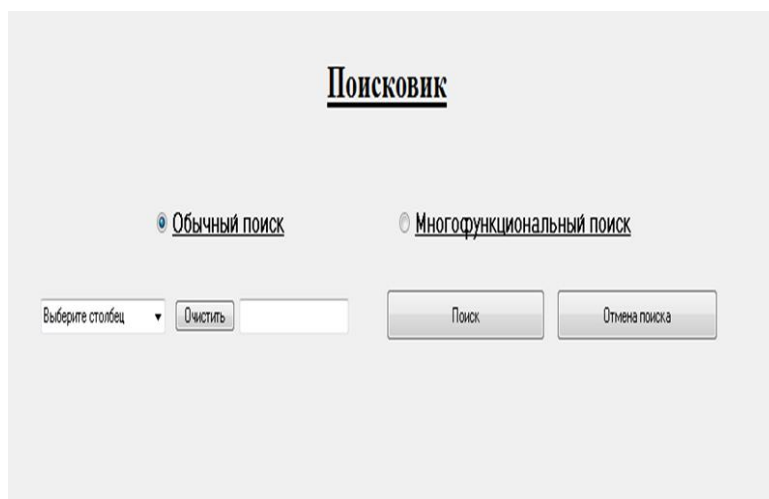 Поисковик
Обычный поиск Многофункциональный поиск
Выберите столбец Очистить Поиск Отмена поиска